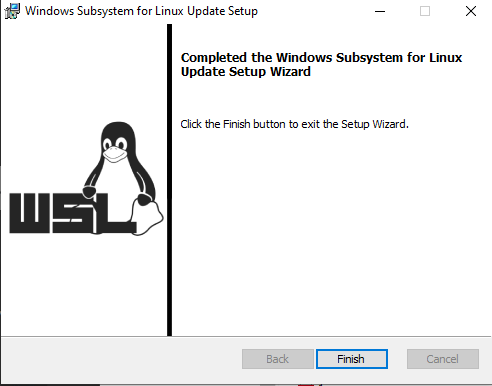 Windows Subsystem for Linux Update Setup
Completed the Windows Subsystem for Linux
Update Setup Wizard
Click the Finish button to exit the Setup Wizard.
WSL
Back
Finish
Cancel